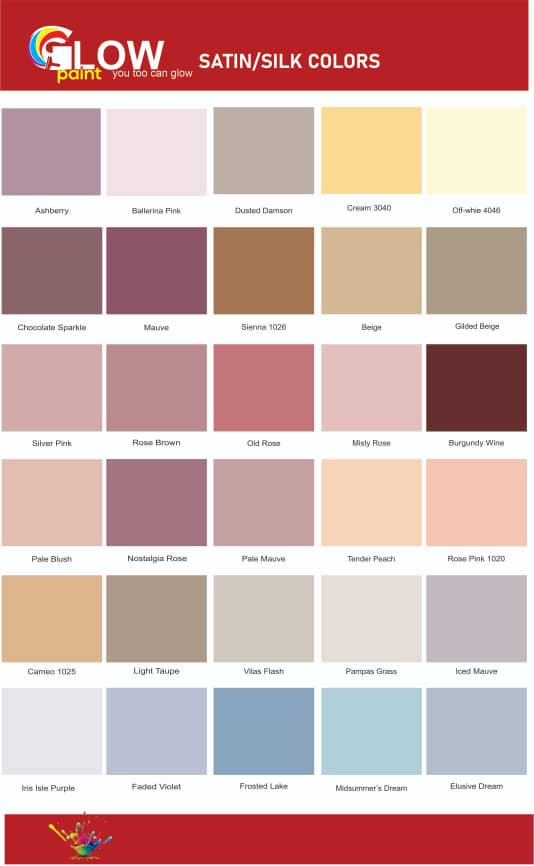 GLOW
paint you too can glow
SATIN/SILK COLORS
Ashberry
Ballerina Pink
Dusted Damson
Cream 3040
Off-whie 4046
Chocolate Sparkle
Mauve
Sienna 1026
Beige
Gilded Beige
Silver Pink
Rose Brown
Old Rose
Misty Rose
Burgundy Wine
Pale Blush
Nostalgia Rose
Pale Mauve
Tender Peach
Rose Pink 1020
Cameo 1025
Light Taupe
Vilas Flash
Pampas Grass
Iced Mauve
Iris Isle Purple
Faded Violet
Frosted Lake
Midsummer's Dream
Elusive Dream